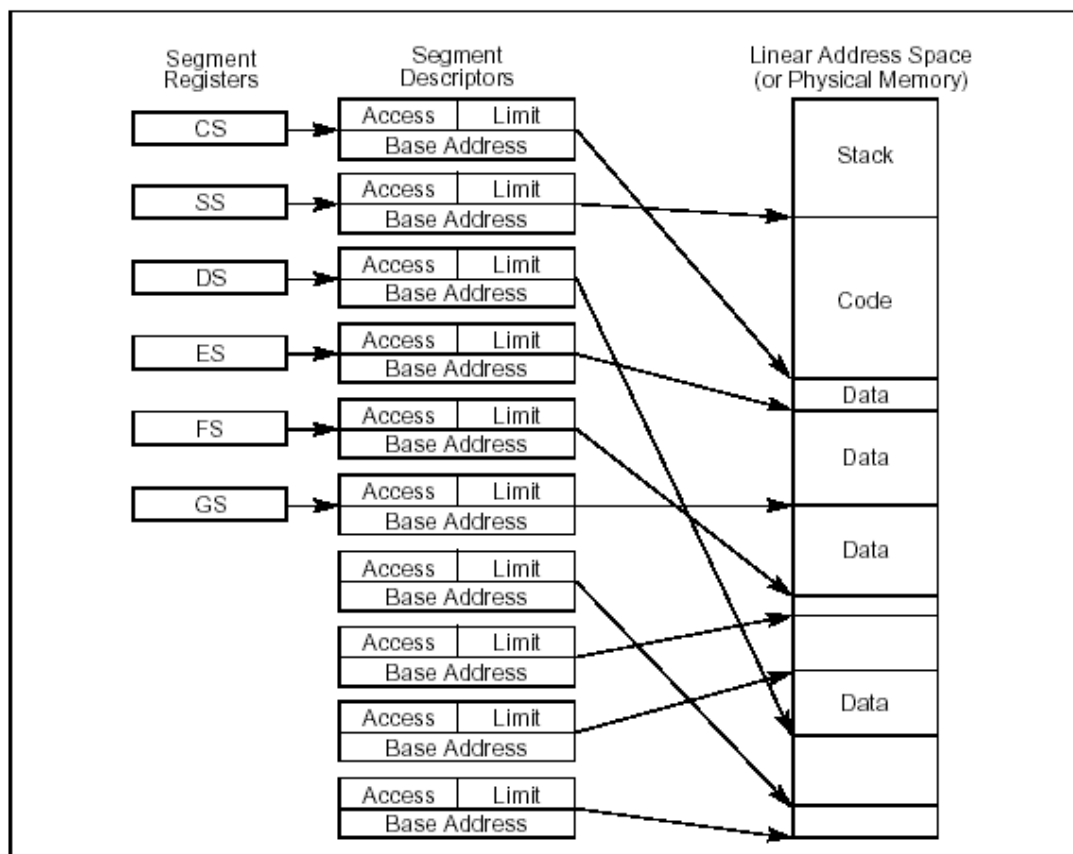 Segment
Registers
Segment
Descriptors
Linear Address Space
(or Physical Memory)
CS
Access Limit
Base Address
Stack
SS
Access Limit
Base Address
DS
Access Limit
Base Address
Code
ES
Access Limit
Base Address
Data
FS
Access Limit
Base Address
Data
GS
Access Limit
Base Address
Data
Access Limit
Base Address
Access Limit
Base Address
Access Limit
Base Address
Data
Access Limit
Base Address